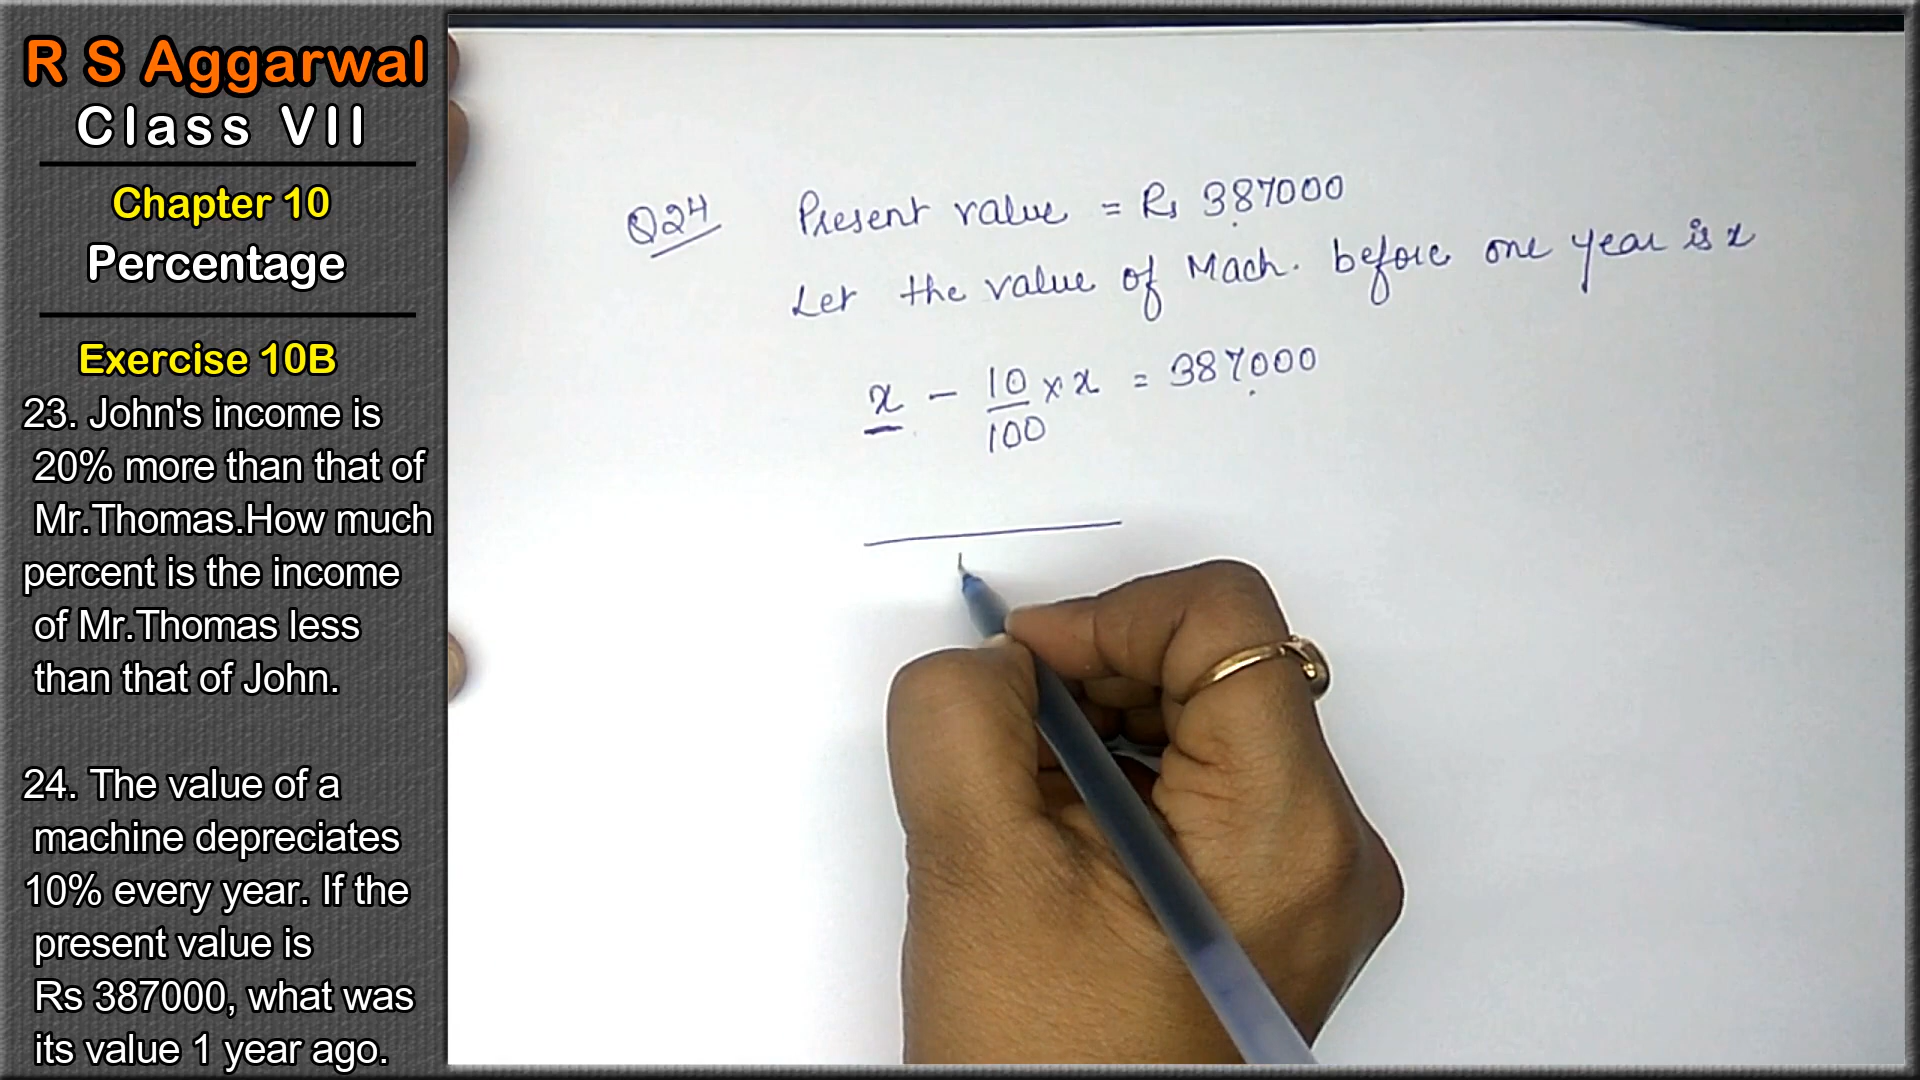 R S Aggarwal
Class VII
Chapter 10
Percentage
Exercise 10B
23. John's income is
20% more than that of
Mr.Thomas.How much
percent is the income
of Mr.Thomas less
than that of John.
24. The value of a
machine depreciates
10% every year. If the
present value is
Rs 387000, what was
its value 1 year ago.
Q24 Present value = Rs 387000
Let the value of Mach. before one year is x
x - 10/100 × x = 387000